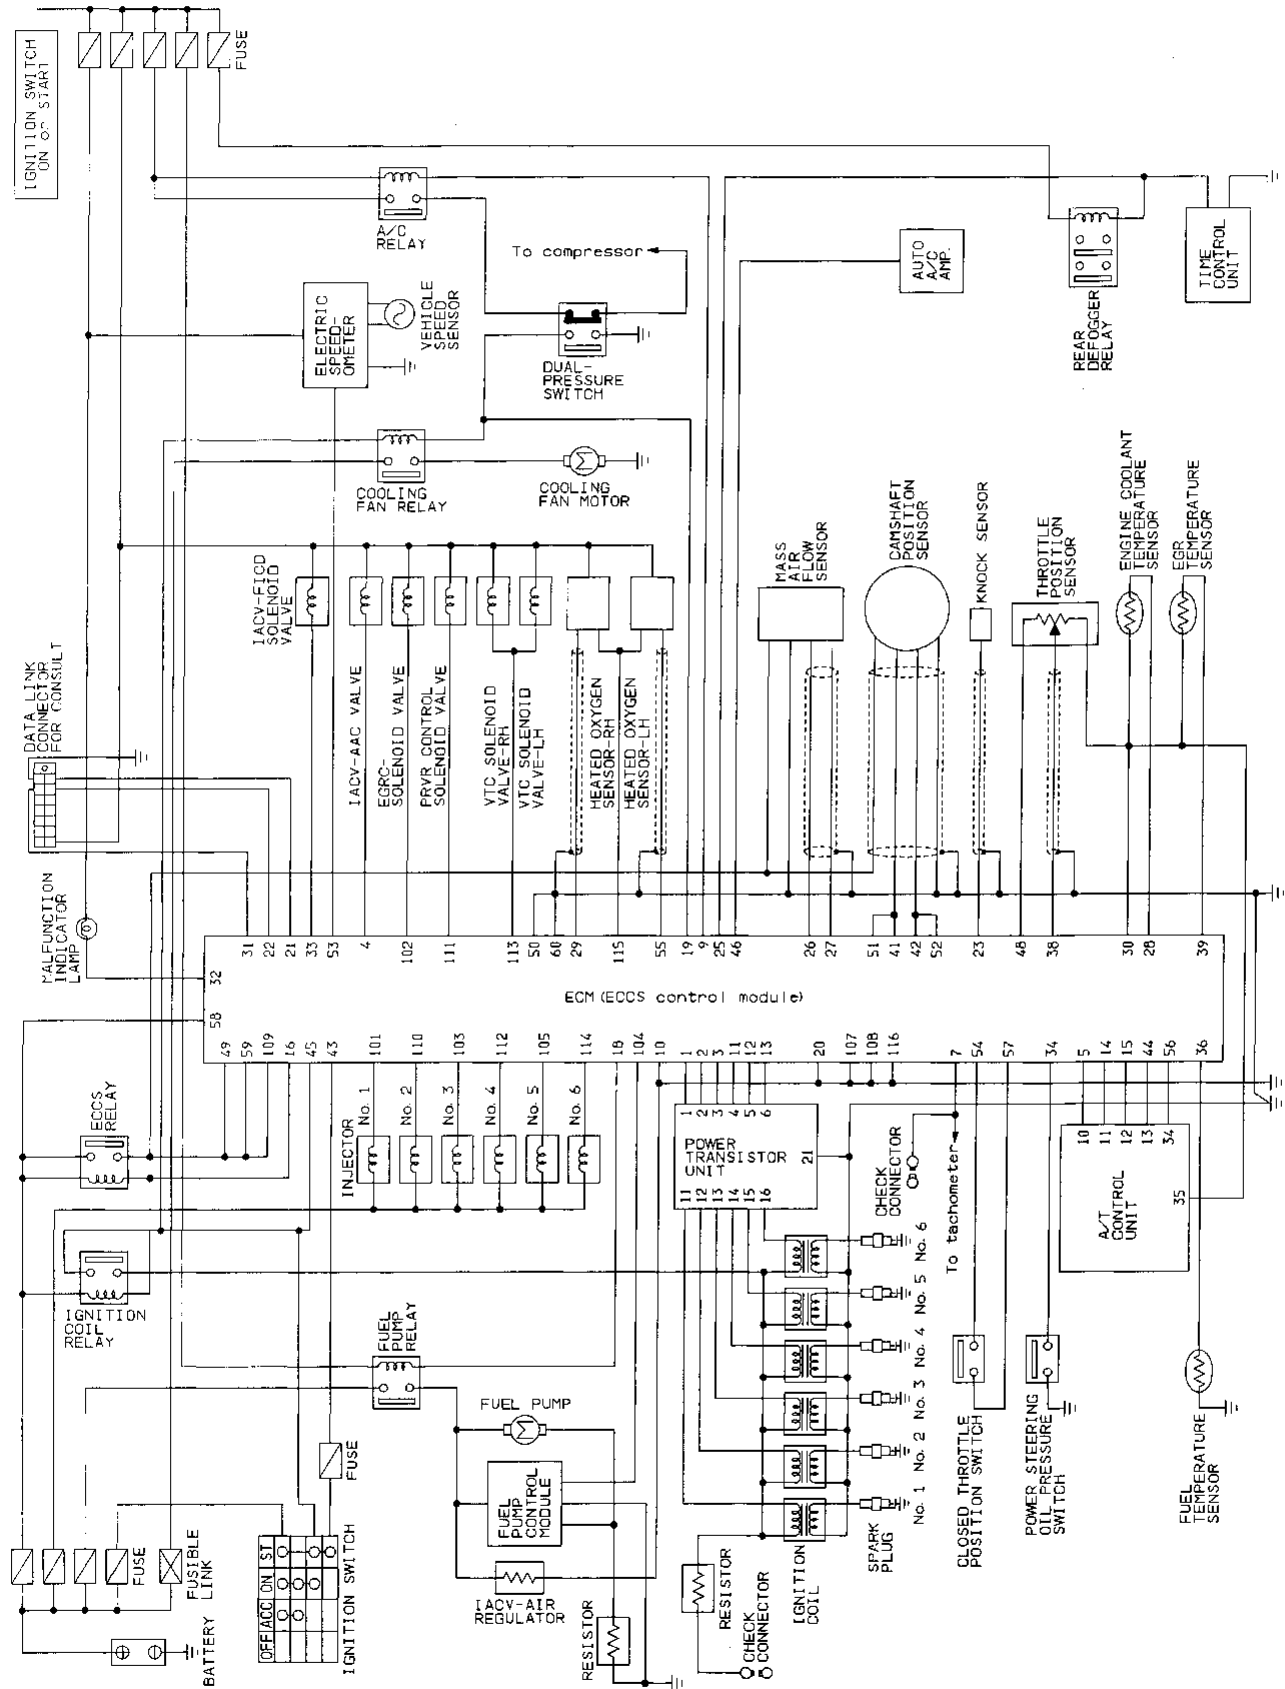 IGNITION SWITCH
ON OR START
FUSE
A/C
RELAY
To compressor
ELECTRIC
SPEED-
OMETER
VEHICLE
SPEED
SENSOR
DUAL-
PRESSURE
SWITCH
AUTO
A/C
AMP.
REAR
DEFOGGER
RELAY
TIME
CONTROL
UNIT
COOLING
FAN RELAY
M
COOLING
FAN MOTOR
DATA LINK
CONNECTOR
FOR CONSULT
IACV-FICD
SOLENOID
VALVE
IACV-AAC VALVE
EGRC-
SOLENOID VALVE
PRVR CONTROL
SOLENOID VALVE
VTC SOLENOID
VALVE-RH
VTC SOLENOID
VALVE-LH
HEATED OXYGEN
SENSOR-RH
HEATED OXYGEN
SENSOR-LH
MASS
AIR
FLOW
SENSOR
CAMSHAFT
POSITION
SENSOR
KNOCK SENSOR
THROTTLE
POSITION
SENSOR
ENGINE COOLANT
TEMPERATURE
SENSOR
EGR
TEMPERATURE
SENSOR
MALFUNCTION
INDICATOR
LAMP
32
31
22
21
33
53
4
102
111
113
50
60
29
115
55
19
9
25
46
26
27
51
41
42
52
23
48
38
30
28
39
ECM (ECCS control module)
58
49
59
109
16
45
43
101
110
103
112
105
114
18
104
10
1
2
3
11
12
13
20
107
108
116
7
54
57
34
5
14
15
44
56
36
ECCS
RELAY
INJECTOR
No. 1
No. 2
No. 3
No. 4
No. 5
No. 6
1
2
3
4
5
6
POWER
TRANSISTOR
UNIT
21
11
12
13
14
15
16
CHECK
CONNECTOR
To tachometer
10
11
12
13
34
A/T
CONTROL
UNIT
35
IGNITION
COIL
RELAY
FUEL
PUMP
RELAY
FUSE
FUEL PUMP
M
FUEL
PUMP
CONTROL
MODULE
IACV-AIR
REGULATOR
RESISTOR
RESISTOR
CHECK
CONNECTOR
IGNITION
COIL
SPARK
PLUG
No. 1
No. 2
No. 3
No. 4
No. 5
No. 6
CLOSED THROTTLE
POSITION SWITCH
POWER STEERING
OIL PRESSURE
SWITCH
FUEL
TEMPERATURE
SENSOR
FUSE
FUSIBLE
LINK
BATTERY
OFF ACC ON ST
IGNITION SWITCH